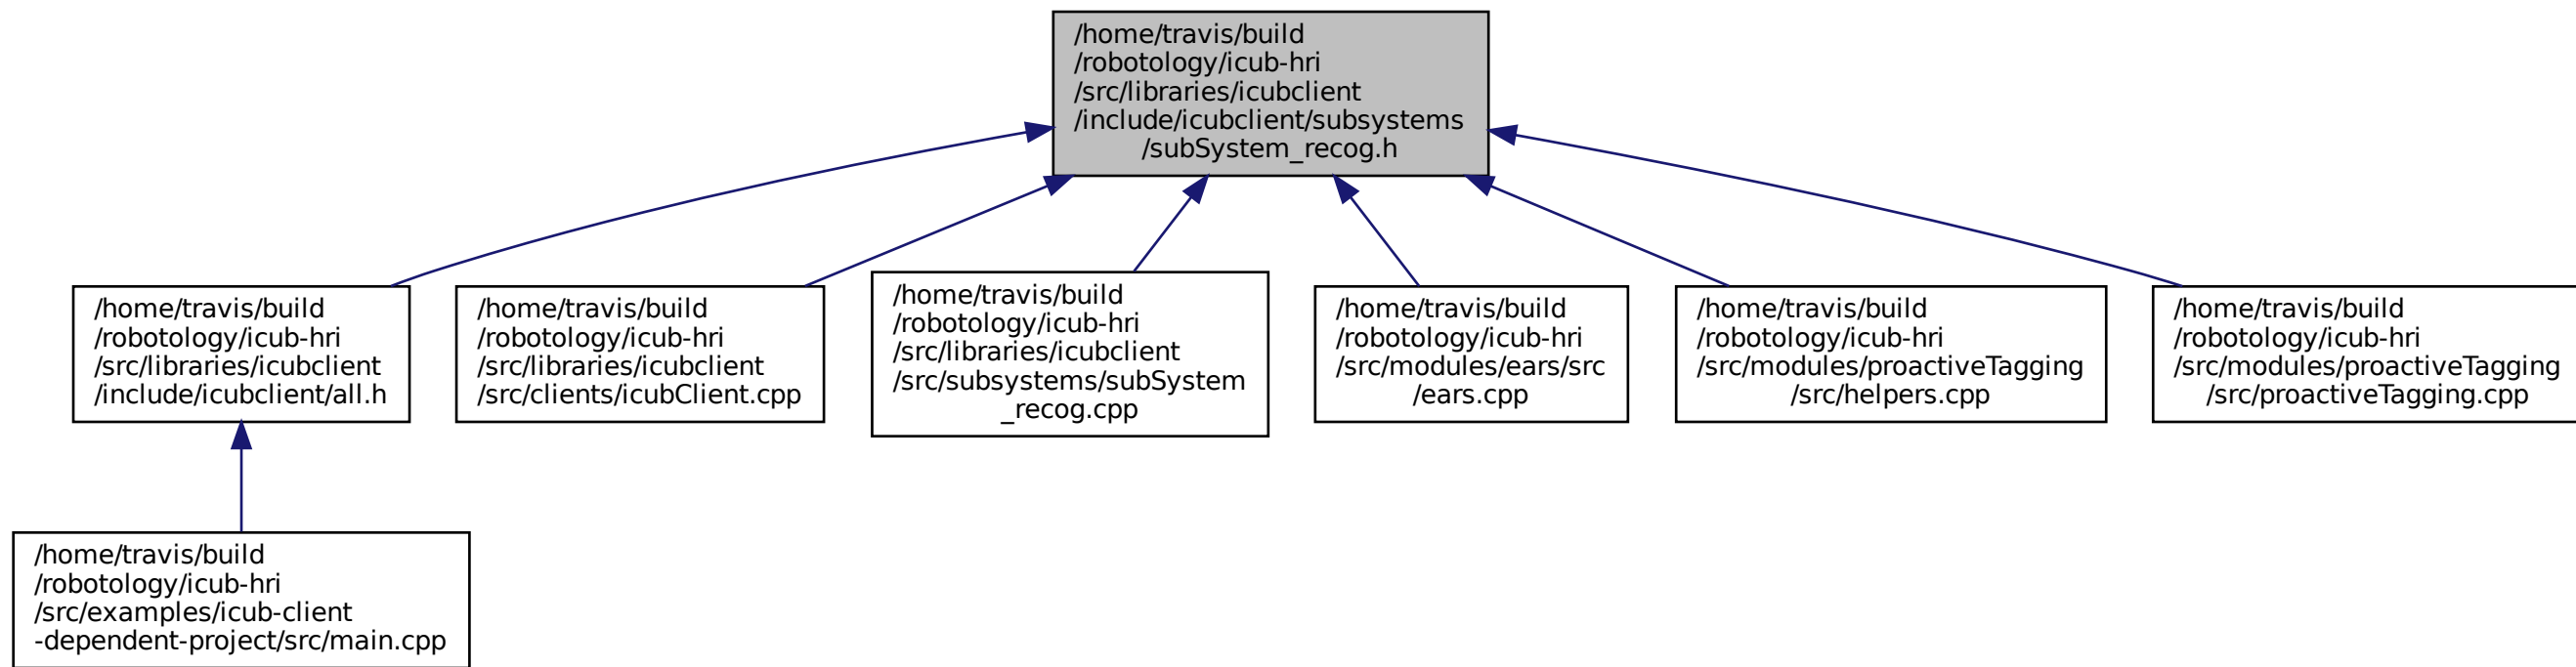 /home/travis/build
/robotology/icub-hri
/src/libraries/icubclient
/include/icubclient/subsystems
/subSystem_recog.h
/home/travis/build
/robotology/icub-hri
/src/libraries/icubclient
/include/icubclient/all.h
/home/travis/build
/robotology/icub-hri
/src/libraries/icubclient
/src/clients/icubClient.cpp
/home/travis/build
/robotology/icub-hri
/src/libraries/icubclient
/src/subsystems/subSystem
_recog.cpp
/home/travis/build
/robotology/icub-hri
/src/modules/ears/src
/ears.cpp
/home/travis/build
/robotology/icub-hri
/src/modules/proactiveTagging
/src/helpers.cpp
/home/travis/build
/robotology/icub-hri
/src/modules/proactiveTagging
/src/proactiveTagging.cpp
/home/travis/build
/robotology/icub-hri
/src/examples/icub-client
-dependent-project/src/main.cpp